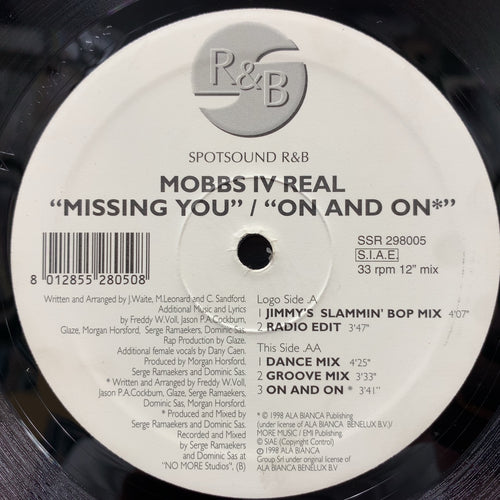 R&B
SPOTSOUND R&B
MOBBS IV REAL
"MISSING YOU" / "ON AND ON*"
8 012855 280508
SSR 298005
S.I.A.E.
33 rpm 12" mix
Written and Arranged by J.Waite, M.Leonard and C. Sandford.
Additional Music and Lyrics
by Freddy W.Voll, Jason P.A.Cockburn,
Glaze, Morgan Horsford, Serge Ramaekers, Dominic Sas.
Rap Production by Glaze.
Additional female vocals by Dany Caen.
Produced by Morgan Horsford,
Serge Ramaekers and Dominic Sas
* Written and Arranged by Freddy W.Voll,
Jason P.A.Cockburn, Glaze, Serge Ramaekers,
Dominic Sas, Morgan Horsford.
* Produced and Mixed by
Serge Ramaekers and Dominic Sas.
Recorded and Mixed
by Serge Ramaekers
and Dominic Sas at
"NO MORE Studios", (B)
Logo Side .A
1 JIMMY'S SLAMMIN' BOP MIX 4'07"
2 RADIO EDIT 3'47"
This Side .AA
1 DANCE MIX 4'25"
2 GROOVE MIX 3'33"
3 ON AND ON * 3'41"
* ℗ 1998 ALA BIANCA Publishing
(under license of ALA BIANCA BENELUX B.V.)/
MORE MUSIC / EMI Publishing.
© SIAE (Copyright Control)
℗ 1998 ALA BIANCA
Group Srl under original license of
ALA BIANCA BENELUX B.V.